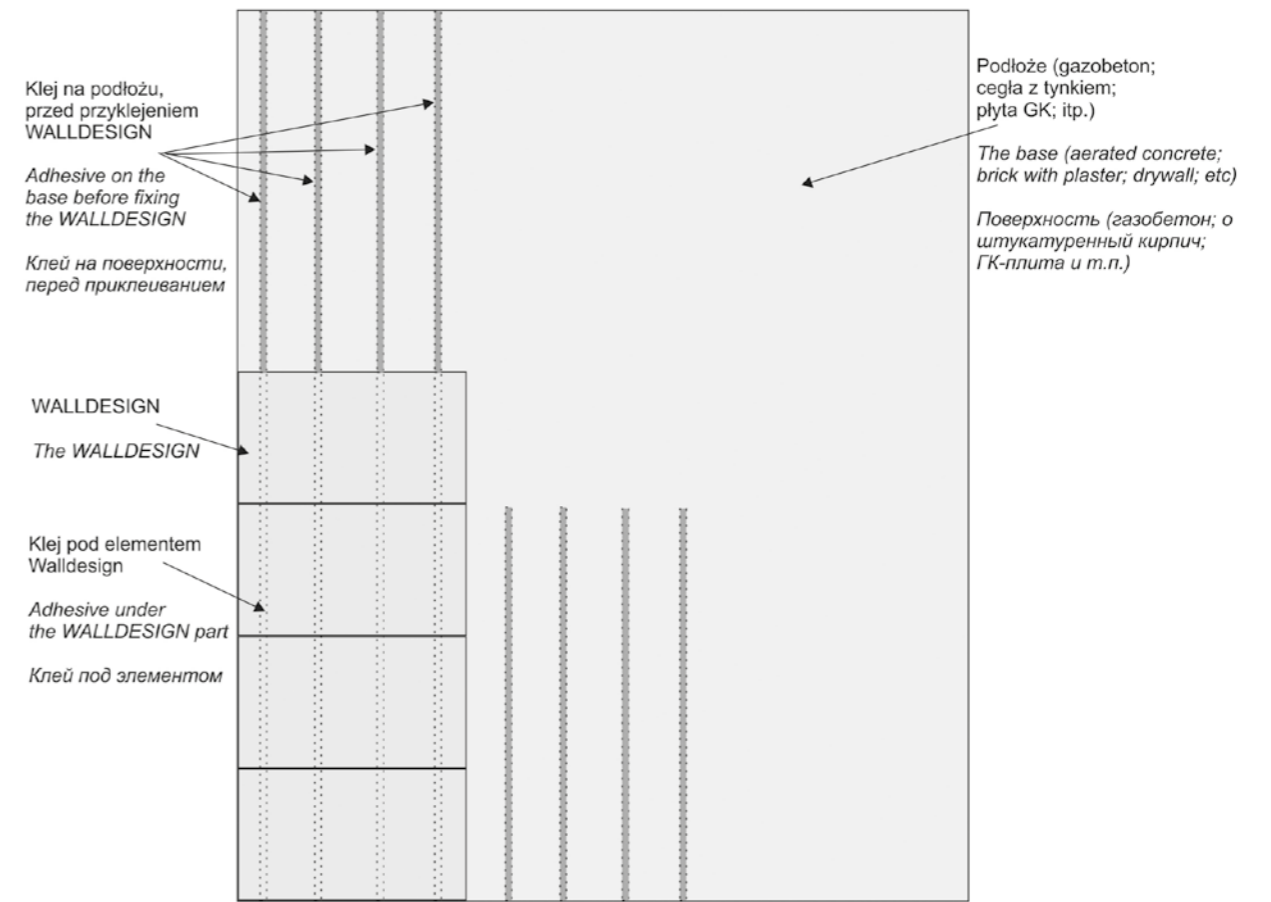 Klej na podłożu,
przed przyklejeniem
WALLDESIGN
Adhesive on the
base before fixing
the WALLDESIGN
Клей на поверхности,
перед приклеиванием
WALLDESIGN
The WALLDESIGN
Klej pod elementem
Walldesign
Adhesive under
the WALLDESIGN part
Клей под элементом
Podłoże (gazobeton;
cegła z tynkiem;
płyta GK; itp.)
The base (aerated concrete;
brick with plaster; drywall; etc)
Поверхность (газобетон; о
штукатуренный кирпич;
ГК-плита и т.п.)